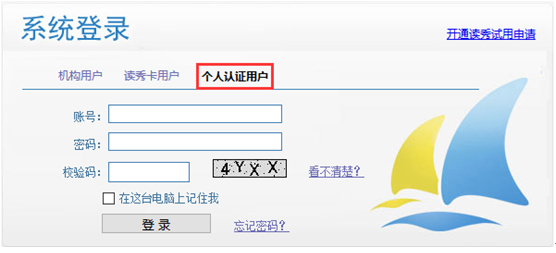 系统登录
开通读秀试用申请
机构用户 读秀卡用户 个人认证用户
账号：
密码：
校验码： 4YXX 看不清楚？
在这台电脑上记住我
登 录 忘记密码？